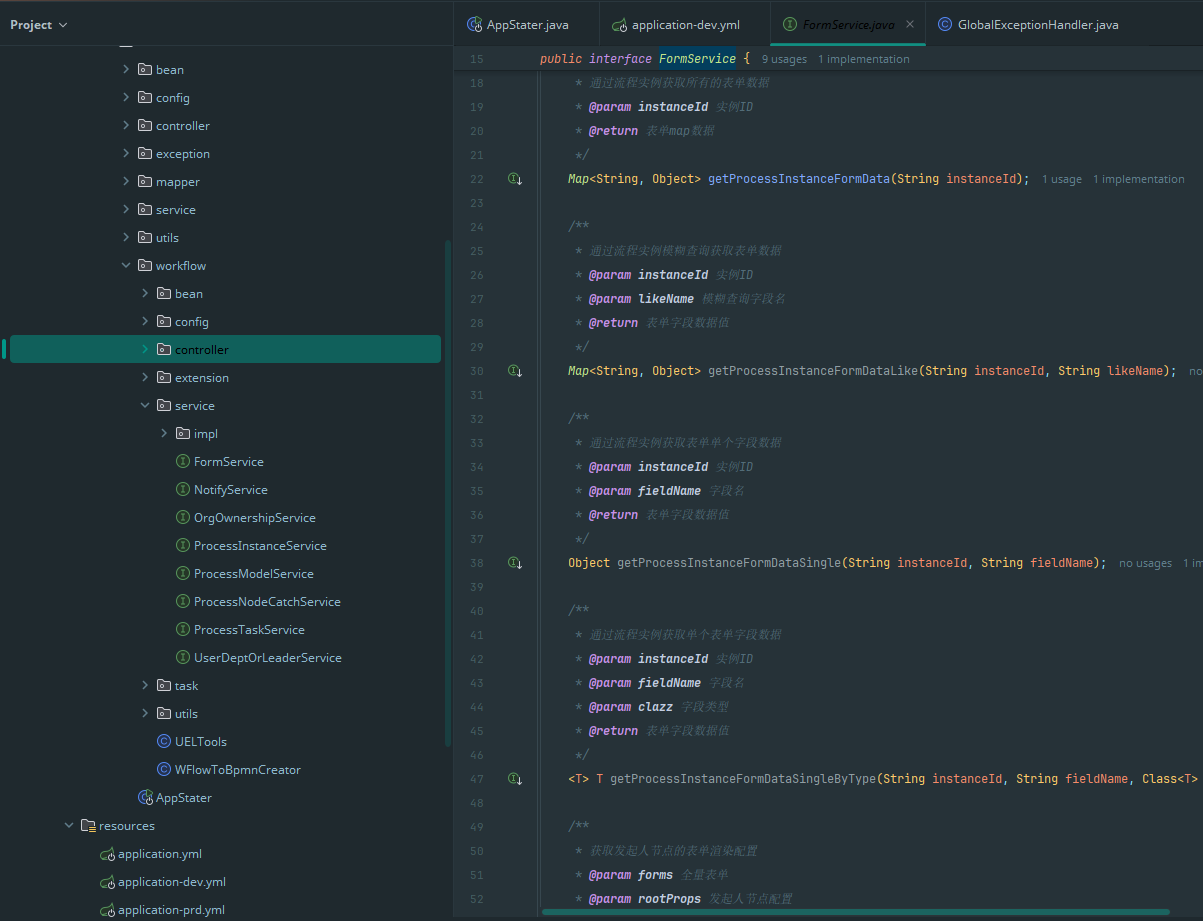 Project
bean
config
controller
exception
mapper
service
utils
workflow
bean
config
controller
extension
service
impl
FormService
NotifyService
OrgOwnershipService
ProcessInstanceService
ProcessModelService
ProcessNodeCatchService
ProcessTaskService
UserDeptOrLeaderService
task
utils
UELTools
WFlowToBpmnCreator
AppStater
resources
application.yml
application-dev.yml
application-prd.yml
AppStater.java application-dev.yml FormService.java GlobalExceptionHandler.java
15 public interface FormService { 9 usages 1 implementation
18 * 通过流程实例获取所有的表单数据
19 * @param instanceId 实例ID
20 * @return 表单map数据
21 */
22 Map<String, Object> getProcessInstanceFormData(String instanceId); 1 usage 1 implementation
23
24 /**
25 * 通过流程实例模糊查询获取表单数据
26 * @param instanceId 实例ID
27 * @param likeName 模糊查询字段名
28 * @return 表单字段数据值
29 */
30 Map<String, Object> getProcessInstanceFormDataLike(String instanceId, String likeName); no
31
32 /**
33 * 通过流程实例获取表单单个字段数据
34 * @param instanceId 实例ID
35 * @param fieldName 字段名
36 * @return 表单字段数据值
37 */
38 Object getProcessInstanceFormDataSingle(String instanceId, String fieldName); no usages 1 im
39
40 /**
41 * 通过流程实例获取单个表单字段数据
42 * @param instanceId 实例ID
43 * @param fieldName 字段名
44 * @param clazz 字段类型
45 * @return 表单字段数据值
46 */
47 <T> T getProcessInstanceFormDataSingleByType(String instanceId, String fieldName, Class<T>
48
49 /**
50 * 获取发起人节点的表单渲染配置
51 * @param forms 全量表单
52 * @param rootProps 发起人节点配置